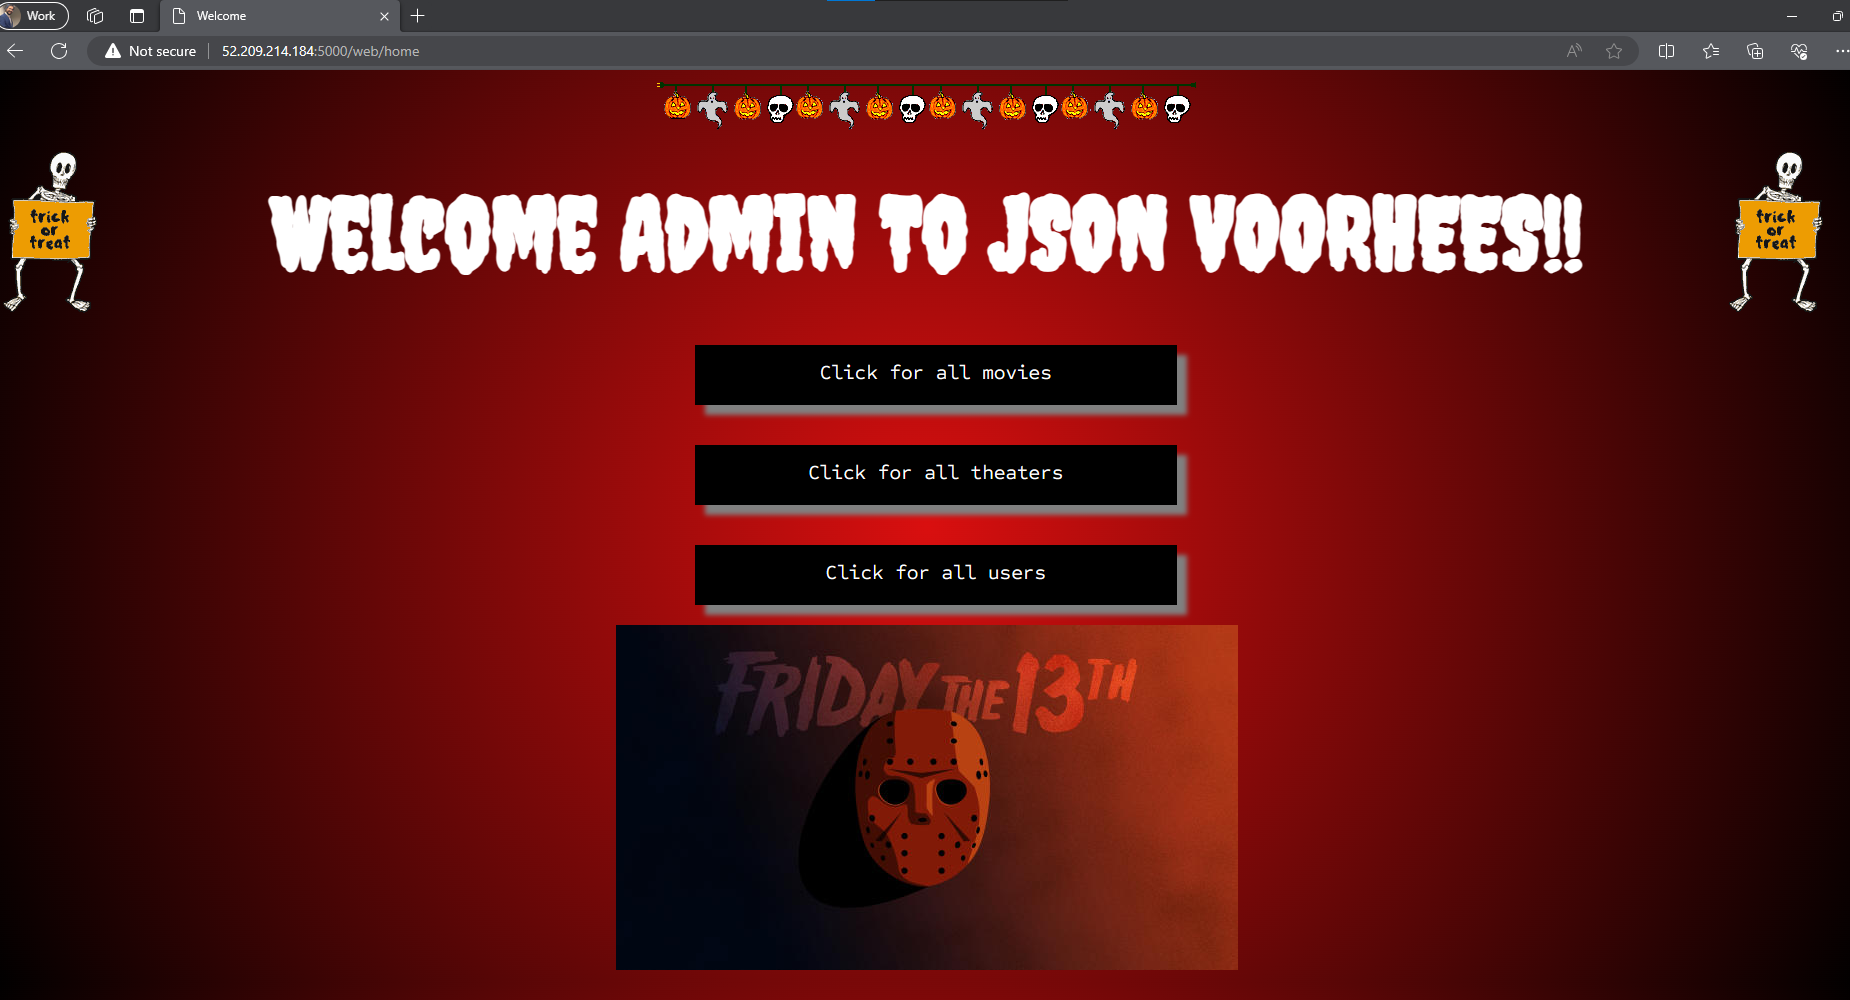 Work
Welcome
Not secure
52.209.214.184:5000/web/home
WELCOME ADMIN TO JSON VOORHEES!!
trick
or
treat
trick
or
treat
Click for all movies
Click for all theaters
Click for all users
FRIDAY THE 13TH